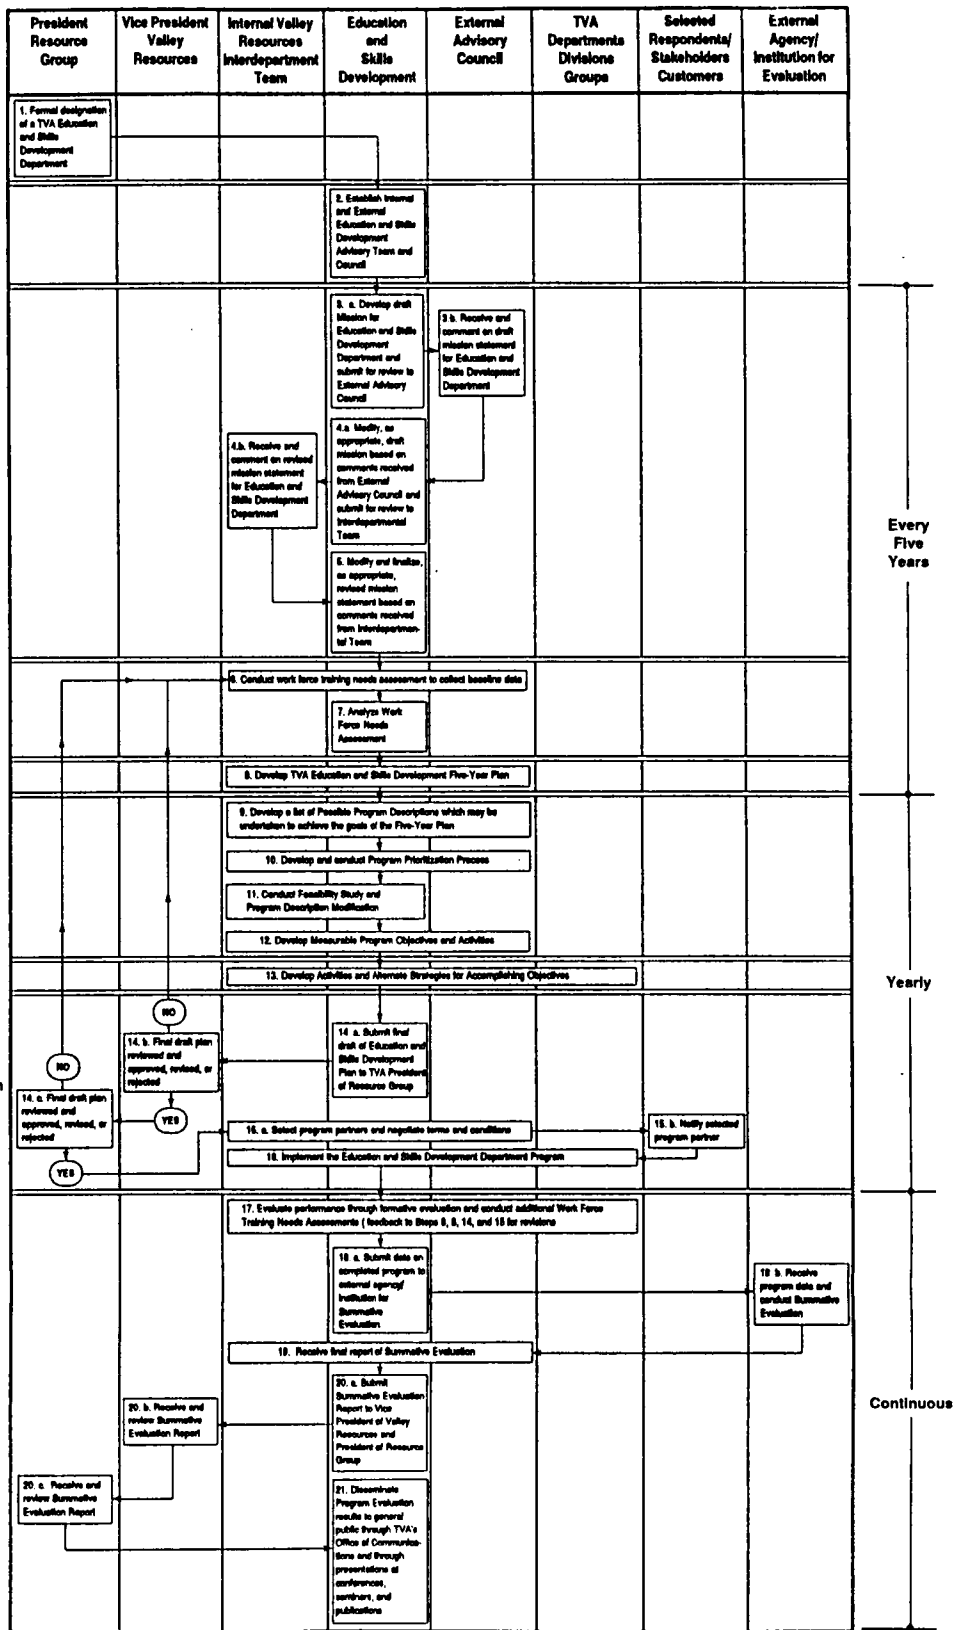 President
Resource
Group
Vice President
Valley
Resources
Internal Valley
Resources
Interdepartment
Team
Education
and
Skills
Development
External
Advisory
Council
TVA
Departments
Divisions
Groups
Selected
Respondents/
Stakeholders
Customers
External
Agency/
Institution for
Evaluation
1. Formal designation
of a TVA Education
and Skills
Development
Department
2. Establish Internal
and External
Education and Skills
Development
Advisory Team and
Council
3. a. Develop draft
Mission for
Education and Skills
Development
Department and
submit for review to
External Advisory
Council
3.b. Receive and
comment on draft
mission statement
for Education and
Skills Development
Department
4.a. Modify, as
appropriate, draft
mission based on
comments received
from External
Advisory Council and
submit for review to
Interdepartmental
Team
4.b. Receive and
comment on revised
mission statement
for Education and
Skills Development
Department
5. Modify and finalize,
as appropriate,
revised mission
statement based on
comments received
from Interdepartmen-
tal Team
Every
Five
Years
6. Conduct work force training needs assessment to collect baseline data
7. Analyze Work
Force Needs
Assessment
8. Develop TVA Education and Skills Development Five-Year Plan
9. Develop a list of Possible Program Descriptions which may be
undertaken to achieve the goals of the Five-Year Plan
10. Develop and conduct Program Prioritization Process
11. Conduct Feasibility Study and
Program Description Modification
12. Develop Measurable Program Objectives and Activities
13. Develop Activities and Alternate Strategies for Accomplishing Objectives
Yearly
14. a. Submit final
draft of Education and
Skills Development
Plan to TVA President
of Resource Group
NO
14. b. Final draft plan
reviewed and
approved, revised, or
rejected
YES
NO
14. c. Final draft plan
reviewed and
approved, revised, or
rejected
YES
15. a. Select program partners and negotiate terms and conditions
15. b. Notify selected
program partner
16. Implement the Education and Skills Development Department Program
17. Evaluate performance through formative evaluation and conduct additional Work Force
Training Needs Assessments ( feedback to Steps 14, and for revisions
18. a. Submit data on
completed program to
external agency/
institution for
Summative
Evaluation
18 b. Receive
program data and
conduct Summative
Evaluation
19. Receive final report of Summative Evaluation
20. a. Submit
Summative Evaluation
Report to Vice
President of Valley
Resources and
President of Resource
Group
20. b. Receive and
review Summative
Evaluation Report
20. c. Receive and
review Summative
Evaluation Report
21. Disseminate
Program Evaluation
results to general
public through TVA's
Office of Communica-
tions and through
presentations at
conferences,
seminars, and
publications
Continuous